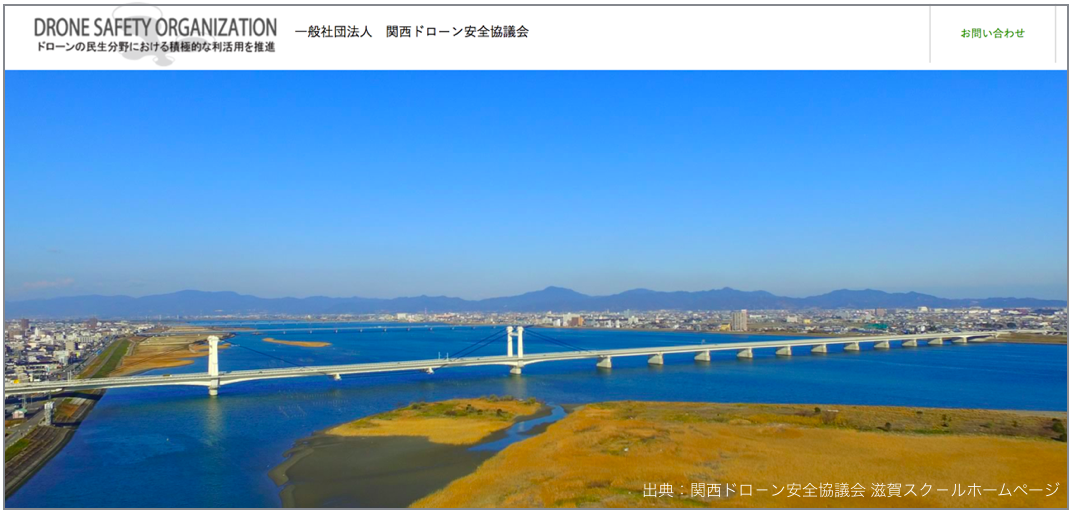 DRONE SAFETY ORGANIZATION
ドローンの民生分野における積極的な利活用を推進
一般社団法人　関西ドローン安全協議会
お問い合わせ
出典：関西ドローン安全協議会 滋賀スクールホームページ